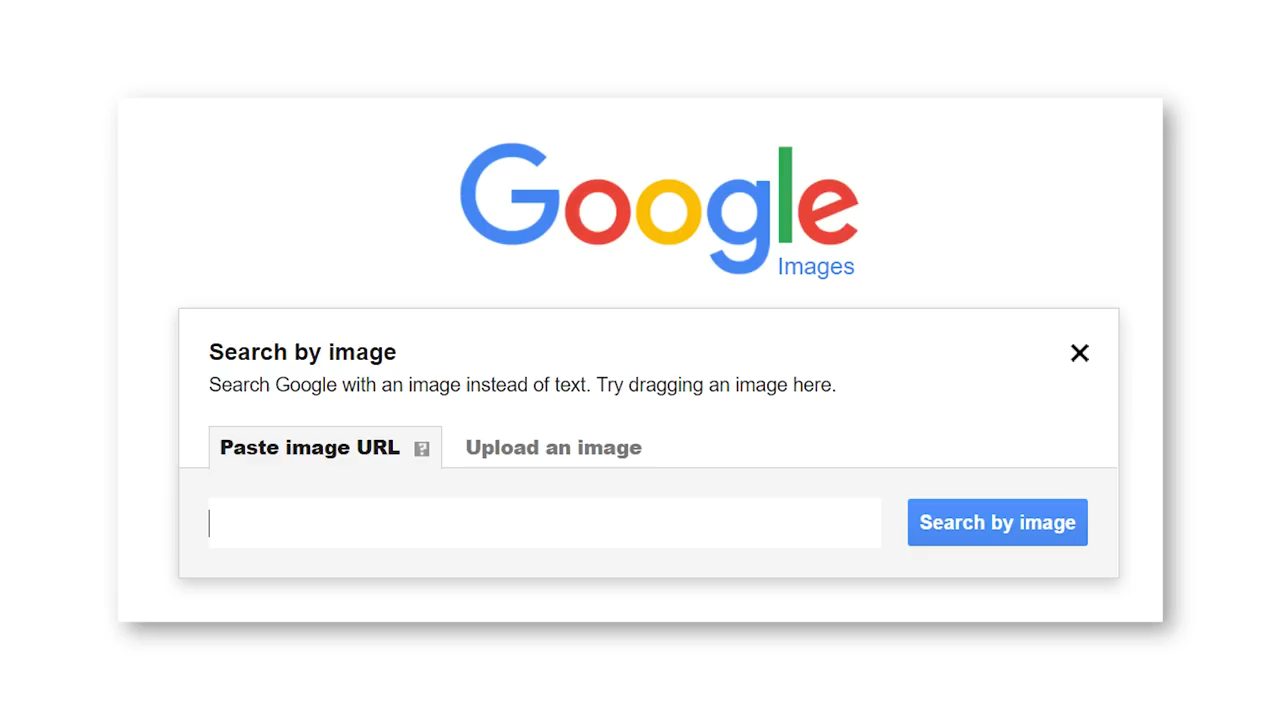 Google
Images
Search by image
Search Google with an image instead of text. Try dragging an image here.
Paste image URL ?
Upload an image
Search by image